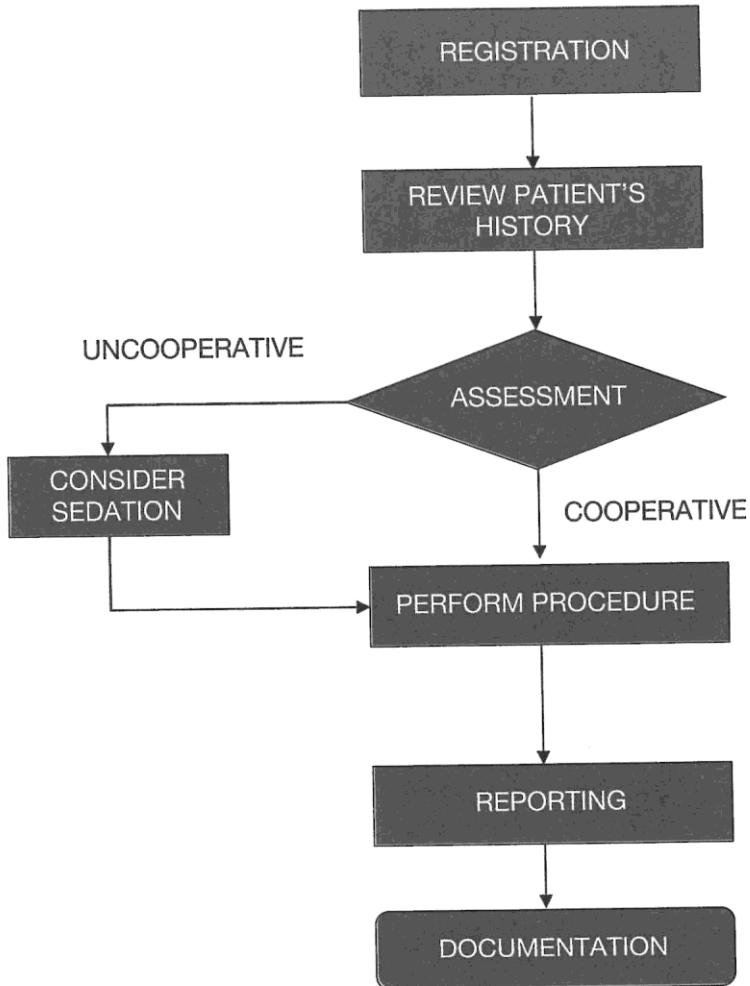 REGISTRATION
REVIEW PATIENT'S
HISTORY
UNCOOPERATIVE
ASSESSMENT
CONSIDER
SEDATION
COOPERATIVE
PERFORM PROCEDURE
REPORTING
DOCUMENTATION